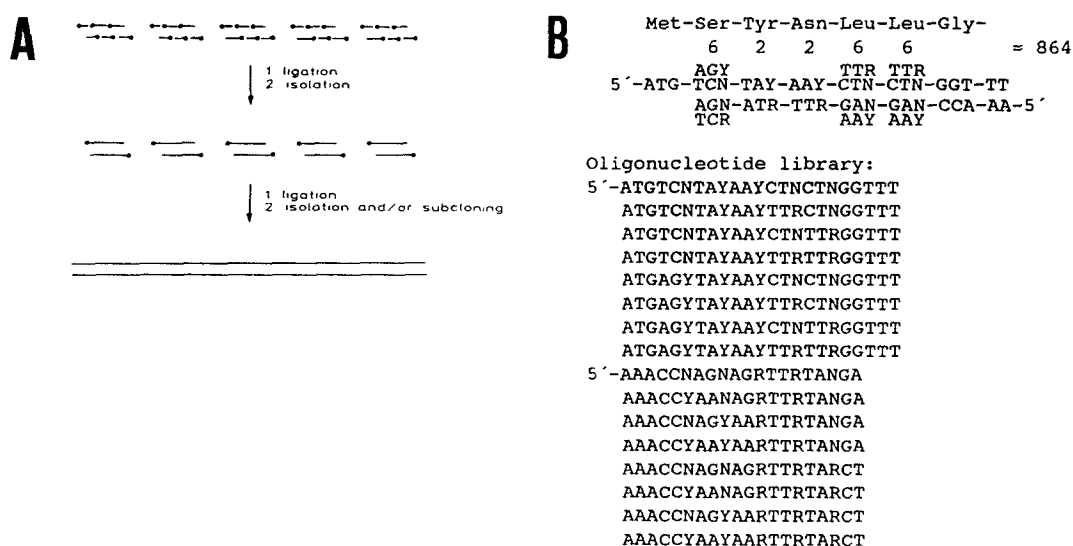 A
1 ligation
2 isolation
1 ligation
2 isolation and/or subcloning
B
Met-Ser-Tyr-Asn-Leu-Leu-Gly-
6 2 2 6 6 = 864
AGY TTR TTR
5´-ATG-TCN-TAY-AAY-CTN-CTN-GGT-TT
AGN-ATR-TTR-GAN-GAN-CCA-AA-5´
TCR AAY AAY
Oligonucleotide library:
5´-ATGTCNTAYAAYCTNCTNGGTTT
ATGTCNTAYAAYTTRCTNGGTTT
ATGTCNTAYAAYCTNTTRGGTTT
ATGTCNTAYAAYTTRTTRGGTTT
ATGAGYTAYAAYCTNCTNGGTTT
ATGAGYTAYAAYTTRCTNGGTTT
ATGAGYTAYAAYCTNTTRGGTTT
ATGAGYTAYAAYTTRTTRGGTTT
5´-AAACCNAGNAGRTTRTANGA
AAACCYAANAGRTTRTANGA
AAACCNAGYAARTTRTANGA
AAACCYAAYAARTTRTANGA
AAACCNAGNAGRTTRTARCT
AAACCYAANAGRTTRTARCT
AAACCNAGYAARTTRTARCT
AAACCYAAYAARTTRTARCT